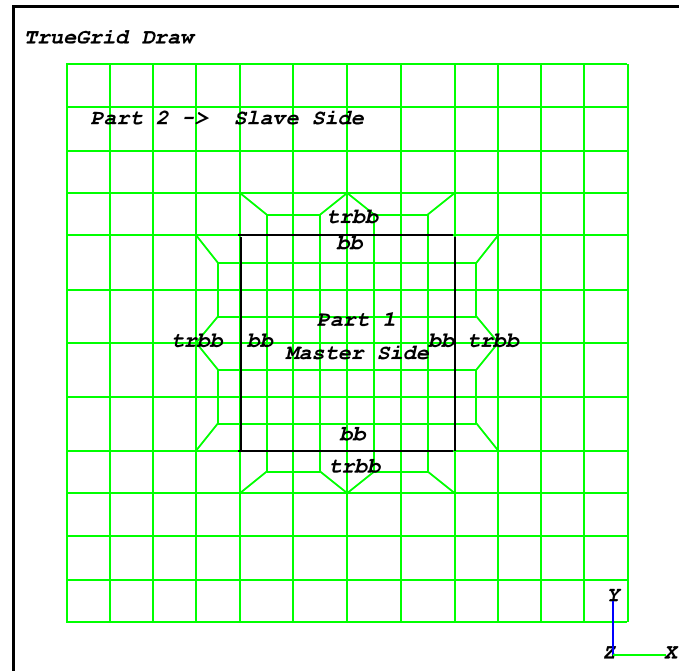 TrueGrid Draw
Part 2 -> Slave Side
trbb
bb
Part 1
trbb bb bb trbb
Master Side
bb
trbb
Y
Z X